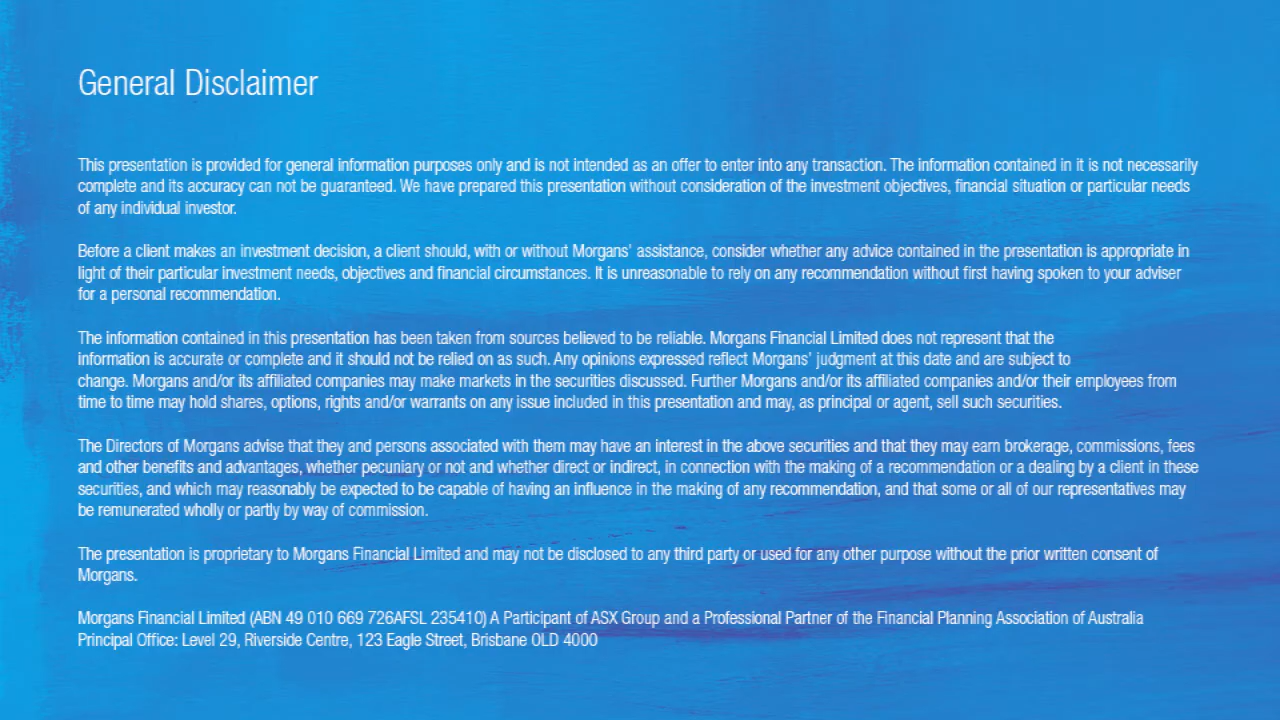 General Disclaimer
This presentation is provided for general information purposes only and is not intended as an offer to enter into any transaction. The information contained in it is not necessarily
complete and its accuracy can not be guaranteed. We have prepared this presentation without consideration of the investment objectives, financial situation or particular needs
of any individual investor.
Before a client makes an investment decision, a client should, with or without Morgans' assistance, consider whether any advice contained in the presentation is appropriate in
light of their particular investment needs, objectives and financial circumstances. It is unreasonable to rely on any recommendation without first having spoken to your adviser
for a personal recommendation.
The information contained in this presentation has been taken from sources believed to be reliable. Morgans Financial Limited does not represent that the
information is accurate or complete and it should not be relied on as such. Any opinions expressed reflect Morgans' judgment at this date and are subject to
change. Morgans and/or its affiliated companies may make markets in the securities discussed. Further Morgans and/or its affiliated companies and/or their employees from
time to time may hold shares, options, rights and/or warrants on any issue included in this presentation and may, as principal or agent, sell such securities.
The Directors of Morgans advise that they and persons associated with them may have an interest in the above securities and that they may earn brokerage, commissions, fees
and other benefits and advantages, whether pecuniary or not and whether direct or indirect, in connection with the making of a recommendation or a dealing by a client in these
securities, and which may reasonably be expected to be capable of having an influence in the making of any recommendation, and that some or all of our representatives may
be remunerated wholly or partly by way of commission.
The presentation is proprietary to Morgans Financial Limited and may not be disclosed to any third party or used for any other purpose without the prior written consent of
Morgans.
Morgans Financial Limited (ABN 49 010 669 726AFSL 235410) A Participant of ASX Group and a Professional Partner of the Financial Planning Association of Australia
Principal Office: Level 29, Riverside Centre, 123 Eagle Street, Brisbane OLD 4000